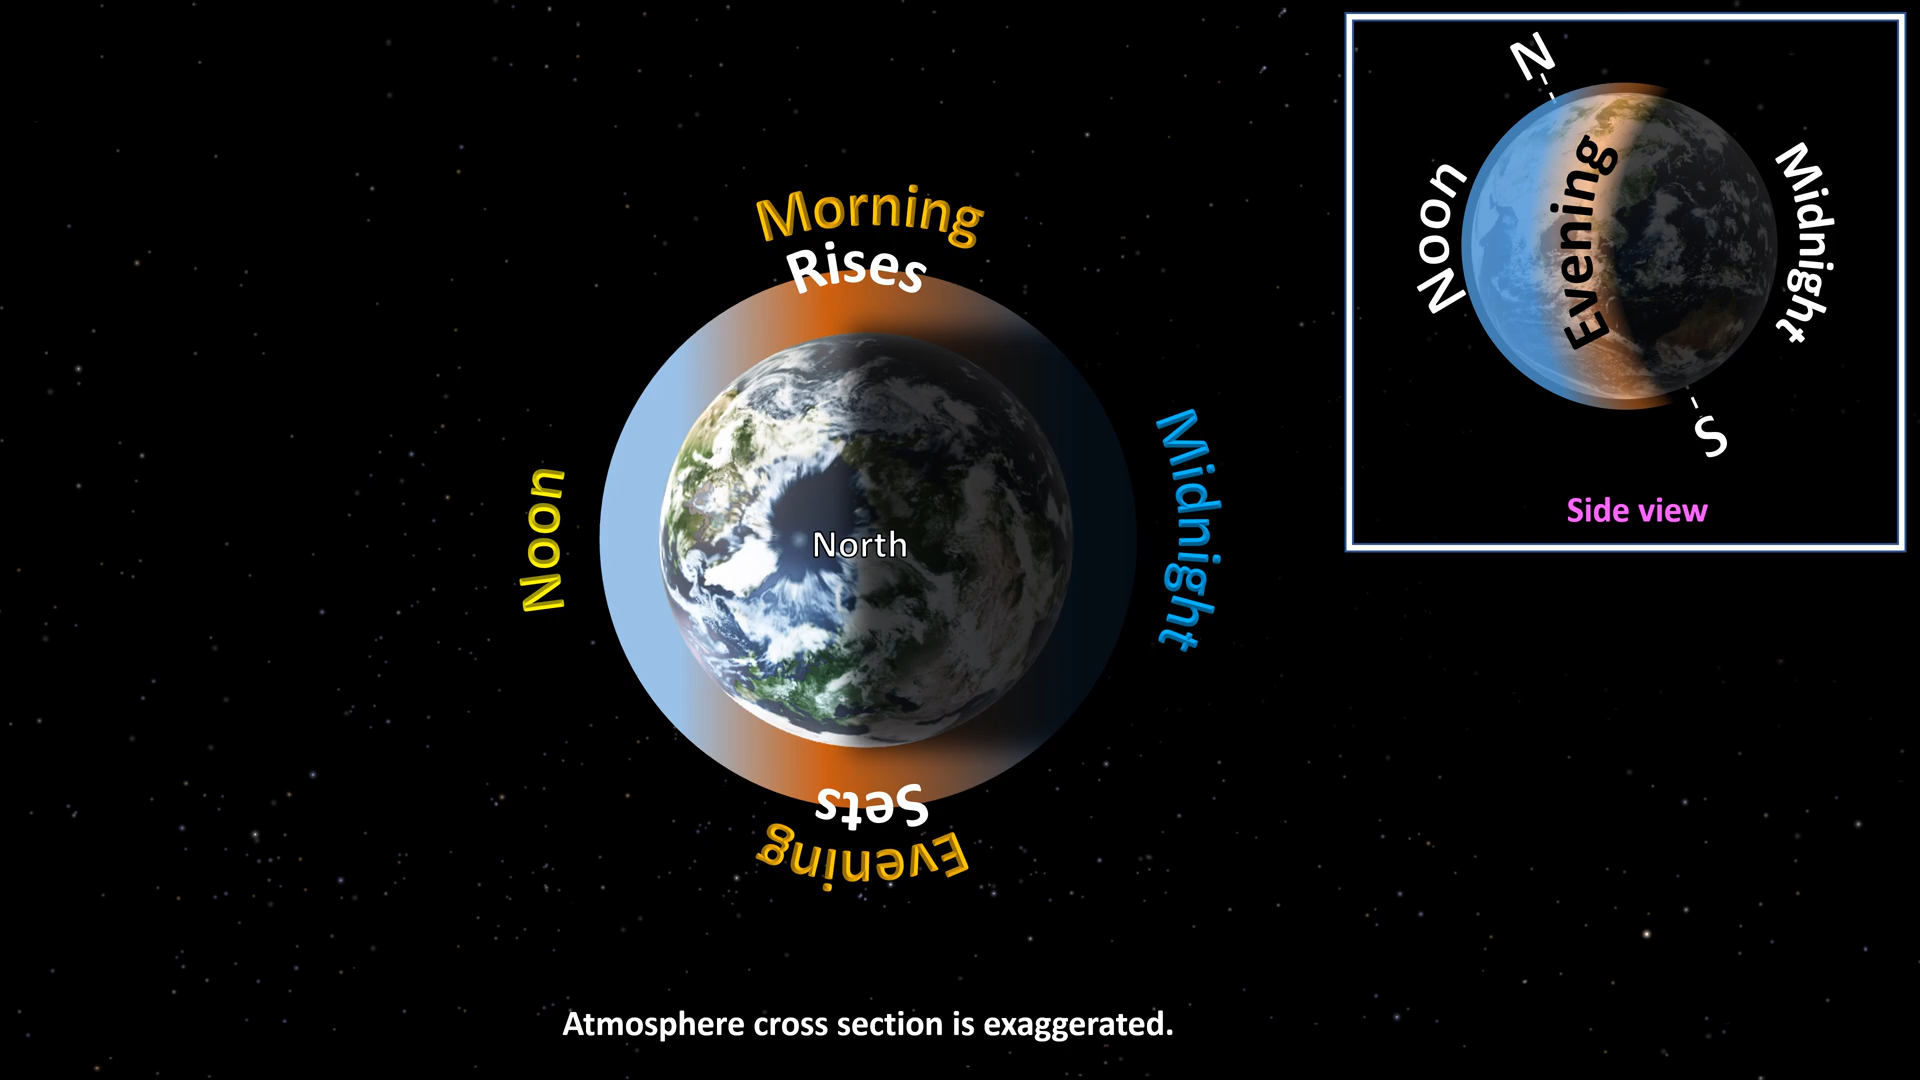 Morning
Rises
Noon
North
Midnight
Sets
Evening
Atmosphere cross section is exaggerated.
N
Noon
Evening
Midnight
S
Side view